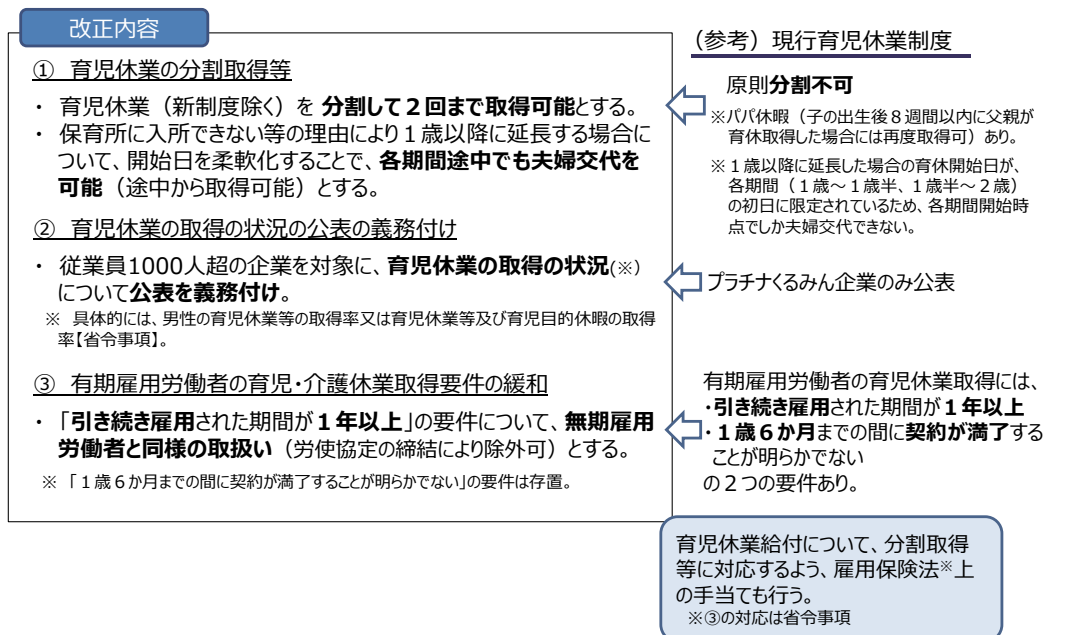 改正内容
① 育児休業の分割取得等
・ 育児休業（新制度除く）を 分割して２回まで取得可能とする。
・ 保育所に入所できない等の理由により１歳以降に延長する場合に
ついて、開始日を柔軟化することで、各期間途中でも夫婦交代を
可能（途中から取得可能）とする。
② 育児休業の取得の状況の公表の義務付け
・ 従業員1000人超の企業を対象に、育児休業の取得の状況(※)
について公表を義務付け。
※ 具体的には、男性の育児休業等の取得率又は育児休業等及び育児目的休暇の取得
率【省令事項】。
③ 有期雇用労働者の育児・介護休業取得要件の緩和
・ 「引き続き雇用された期間が１年以上」の要件について、無期雇用
労働者と同様の取扱い（労使協定の締結により除外可）とする。
※ 「１歳６か月までの間に契約が満了することが明らかでない」の要件は存置。
（参考）現行育児休業制度
原則分割不可
※パパ休暇（子の出生後８週間以内に父親が
育休取得した場合には再度取得可）あり。
※１歳以降に延長した場合の育休開始日が、
各期間（１歳～１歳半、１歳半～２歳）
の初日に限定されているため、各期間開始時
点でしか夫婦交代できない。
プラチナくるみん企業のみ公表
有期雇用労働者の育児休業取得には、
・引き続き雇用された期間が１年以上
・１歳６か月までの間に契約が満了する
ことが明らかでない
の２つの要件あり。
育児休業給付について、分割取得
等に対応するよう、雇用保険法※上
の手当ても行う。
※③の対応は省令事項